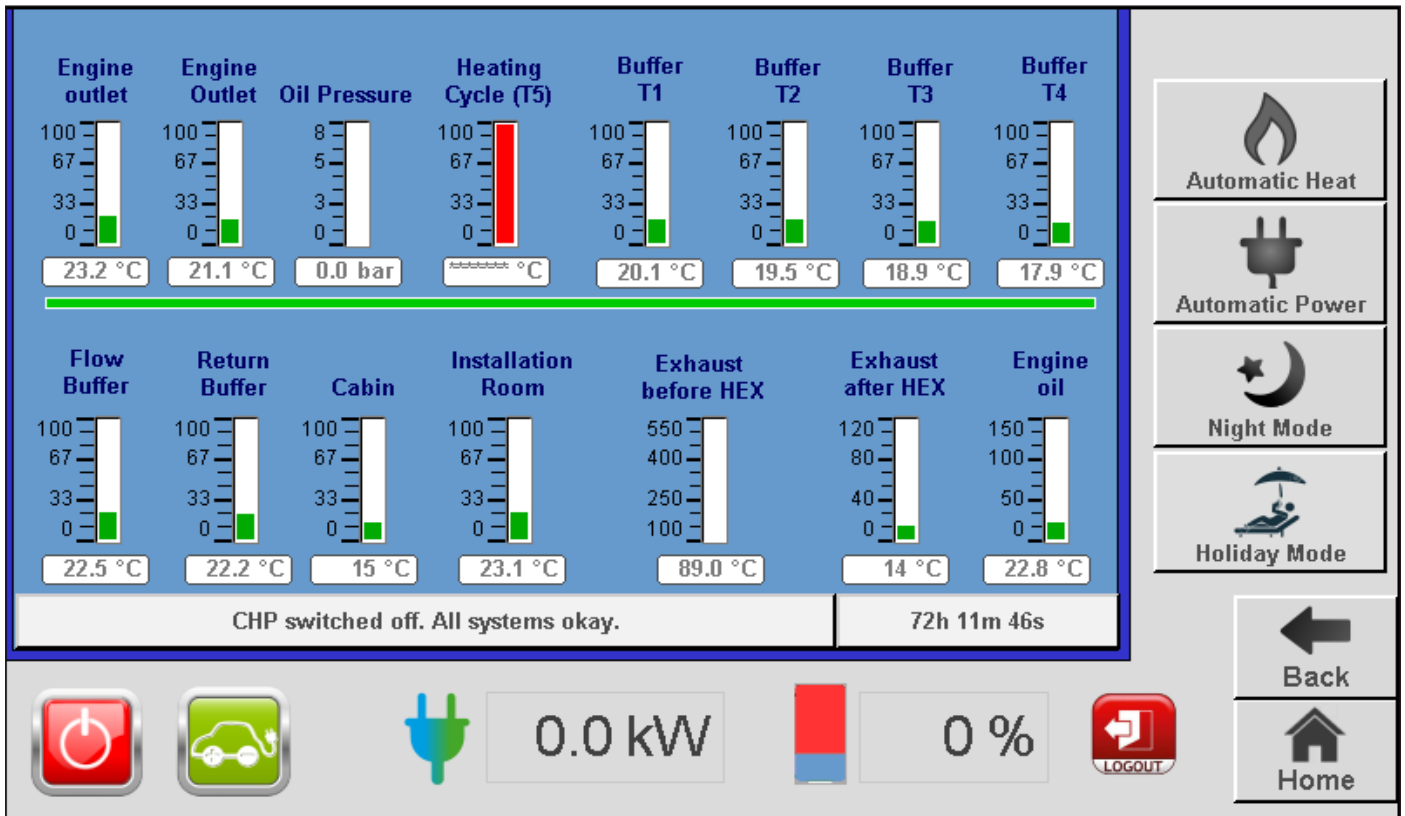 Engine outlet
Engine Outlet
Oil Pressure
Heating Cycle (T5)
Buffer T1
Buffer T2
Buffer T3
Buffer T4
100 100 8 100 100 100 100 100
67 67 5 67 67 67 67 67
33 33 3 33 33 33 33 33
0 0 0 0 0 0 0 0
23.2 °C 21.1 °C 0.0 bar ******* °C 20.1 °C 19.5 °C 18.9 °C 17.9 °C
Flow Buffer
Return Buffer
Cabin
Installation Room
Exhaust before HEX
Exhaust after HEX
Engine oil
100 100 100 100 550 120 150
67 67 67 67 400 80 100
33 33 33 33 250 40 50
0 0 0 0 100 0 0
22.5 °C 22.2 °C 15 °C 23.1 °C 89.0 °C 14 °C 22.8 °C
CHP switched off. All systems okay. 72h 11m 46s
Automatic Heat
Automatic Power
Night Mode
Holiday Mode
Back
Home
0.0 kW
0 %
LOGOUT